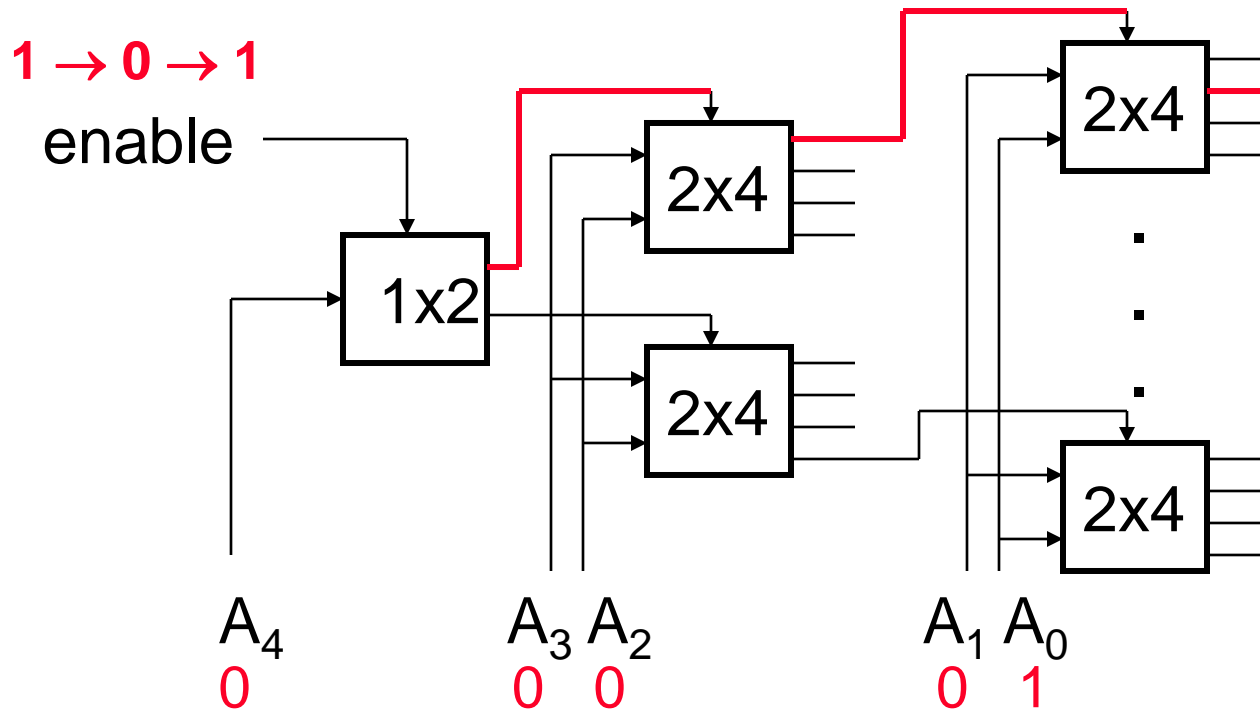 1 → 0 → 1
enable
2x4
2x4
1x2
2x4
2x4
A₄ A₃ A₂ A₁ A₀
0 0 0 0 1